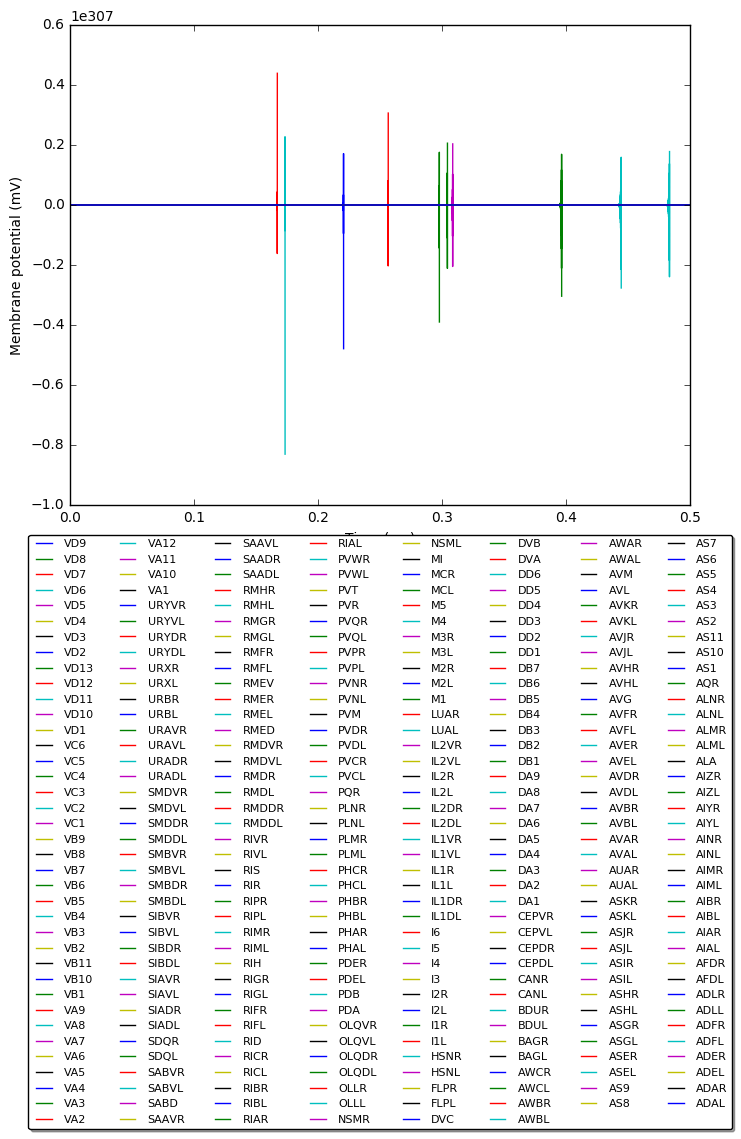 1e307
0.6
0.4
0.2
0.0
−0.2
−0.4
−0.6
−0.8
−1.0
Membrane potential (mV)
0.0 0.1 0.2 0.3 0.4 0.5
VD9 VA12 SAAVL RIAL NSML DVB AWAR AS7
VD8 VA11 SAADR PVWR MI DVA AWAL AS6
VD7 VA10 SAADL PVWL MCR DD6 AVM AS5
VD6 VA1 RMHR PVT MCL DD5 AVL AS4
VD5 URYVR RMHL PVR M5 DD4 AVKR AS3
VD4 URYVL RMGR PVQR M4 DD3 AVKL AS2
VD3 URYDR RMGL PVQL M3R DD2 AVJR AS11
VD2 URYDL RMFR PVPR M3L DD1 AVJL AS10
VD13 URXR RMFL PVPL M2R DB7 AVHR AS1
VD12 URXL RMEV PVNR M2L DB6 AVHL AQR
VD11 URBR RMER PVNL M1 DB5 AVG ALNR
VD10 URBL RMEL PVM LUAR DB4 AVFR ALNL
VD1 URAVR RMED PVDR LUAL DB3 AVFL ALMR
VC6 URAVL RMDVR PVDL IL2VR DB2 AVER ALML
VC5 URADR RMDVL PVCR IL2VL DB1 AVEL ALA
VC4 URADL RMDR PVCL IL2R DA9 AVDR AIZR
VC3 SMDVR RMDL PQR IL2L DA8 AVDL AIZL
VC2 SMDVL RMDDR PLNR IL2DR DA7 AVBR AIYR
VC1 SMDDR RMDDL PLNL IL2DL DA6 AVBL AIYL
VB9 SMDDL RIVR PLMR IL1VR DA5 AVAR AINR
VB8 SMBVR RIVL PLML IL1VL DA4 AVAL AINL
VB7 SMBVL RIS PHCR IL1R DA3 AUAR AIMR
VB6 SMBDR RIR PHCL IL1L DA2 AUAL AIML
VB5 SMBDL RIPR PHBR IL1DR DA1 ASKR AIBR
VB4 SIBVR RIPL PHBL IL1DL CEPVR ASKL AIBL
VB3 SIBVL RIMR PHAR I6 CEPVL ASJR AIAR
VB2 SIBDR RIML PHAL I5 CEPDR ASJL AIAL
VB11 SIBDL RIH PDER I4 CEPDL ASIR AFDR
VB10 SIAVR RIGR PDEL I3 CANR ASIL AFDL
VB1 SIAVL RIGL PDB I2R CANL ASHR ADLR
VA9 SIADR RIFR PDA I2L BDUR ASHL ADLL
VA8 SIADL RIFL OLQVR I1R BDUL ASGR ADFR
VA7 SDQR RID OLQVL I1L BAGR ASGL ADFL
VA6 SDQL RICR OLQDR HSNR BAGL ASER ADER
VA5 SABVR RICL OLQDL HSNL AWCR ASEL ADEL
VA4 SABVL RIBR OLLR FLPR AWCL AS9 ADAR
VA3 SABD RIBL OLLL FLPL AWBR AS8 ADAL
VA2 SAAVR RIAR NSMR DVC AWBL